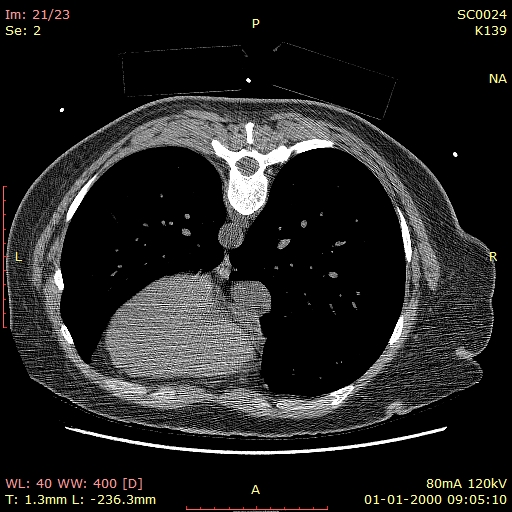 Im: 21/23
Se: 2
P
SC0024
K139
NA
L
R
WL: 40 WW: 400 [D]
T: 1.3mm L: -236.3mm
A
80mA 120kV
01-01-2000 09:05:10